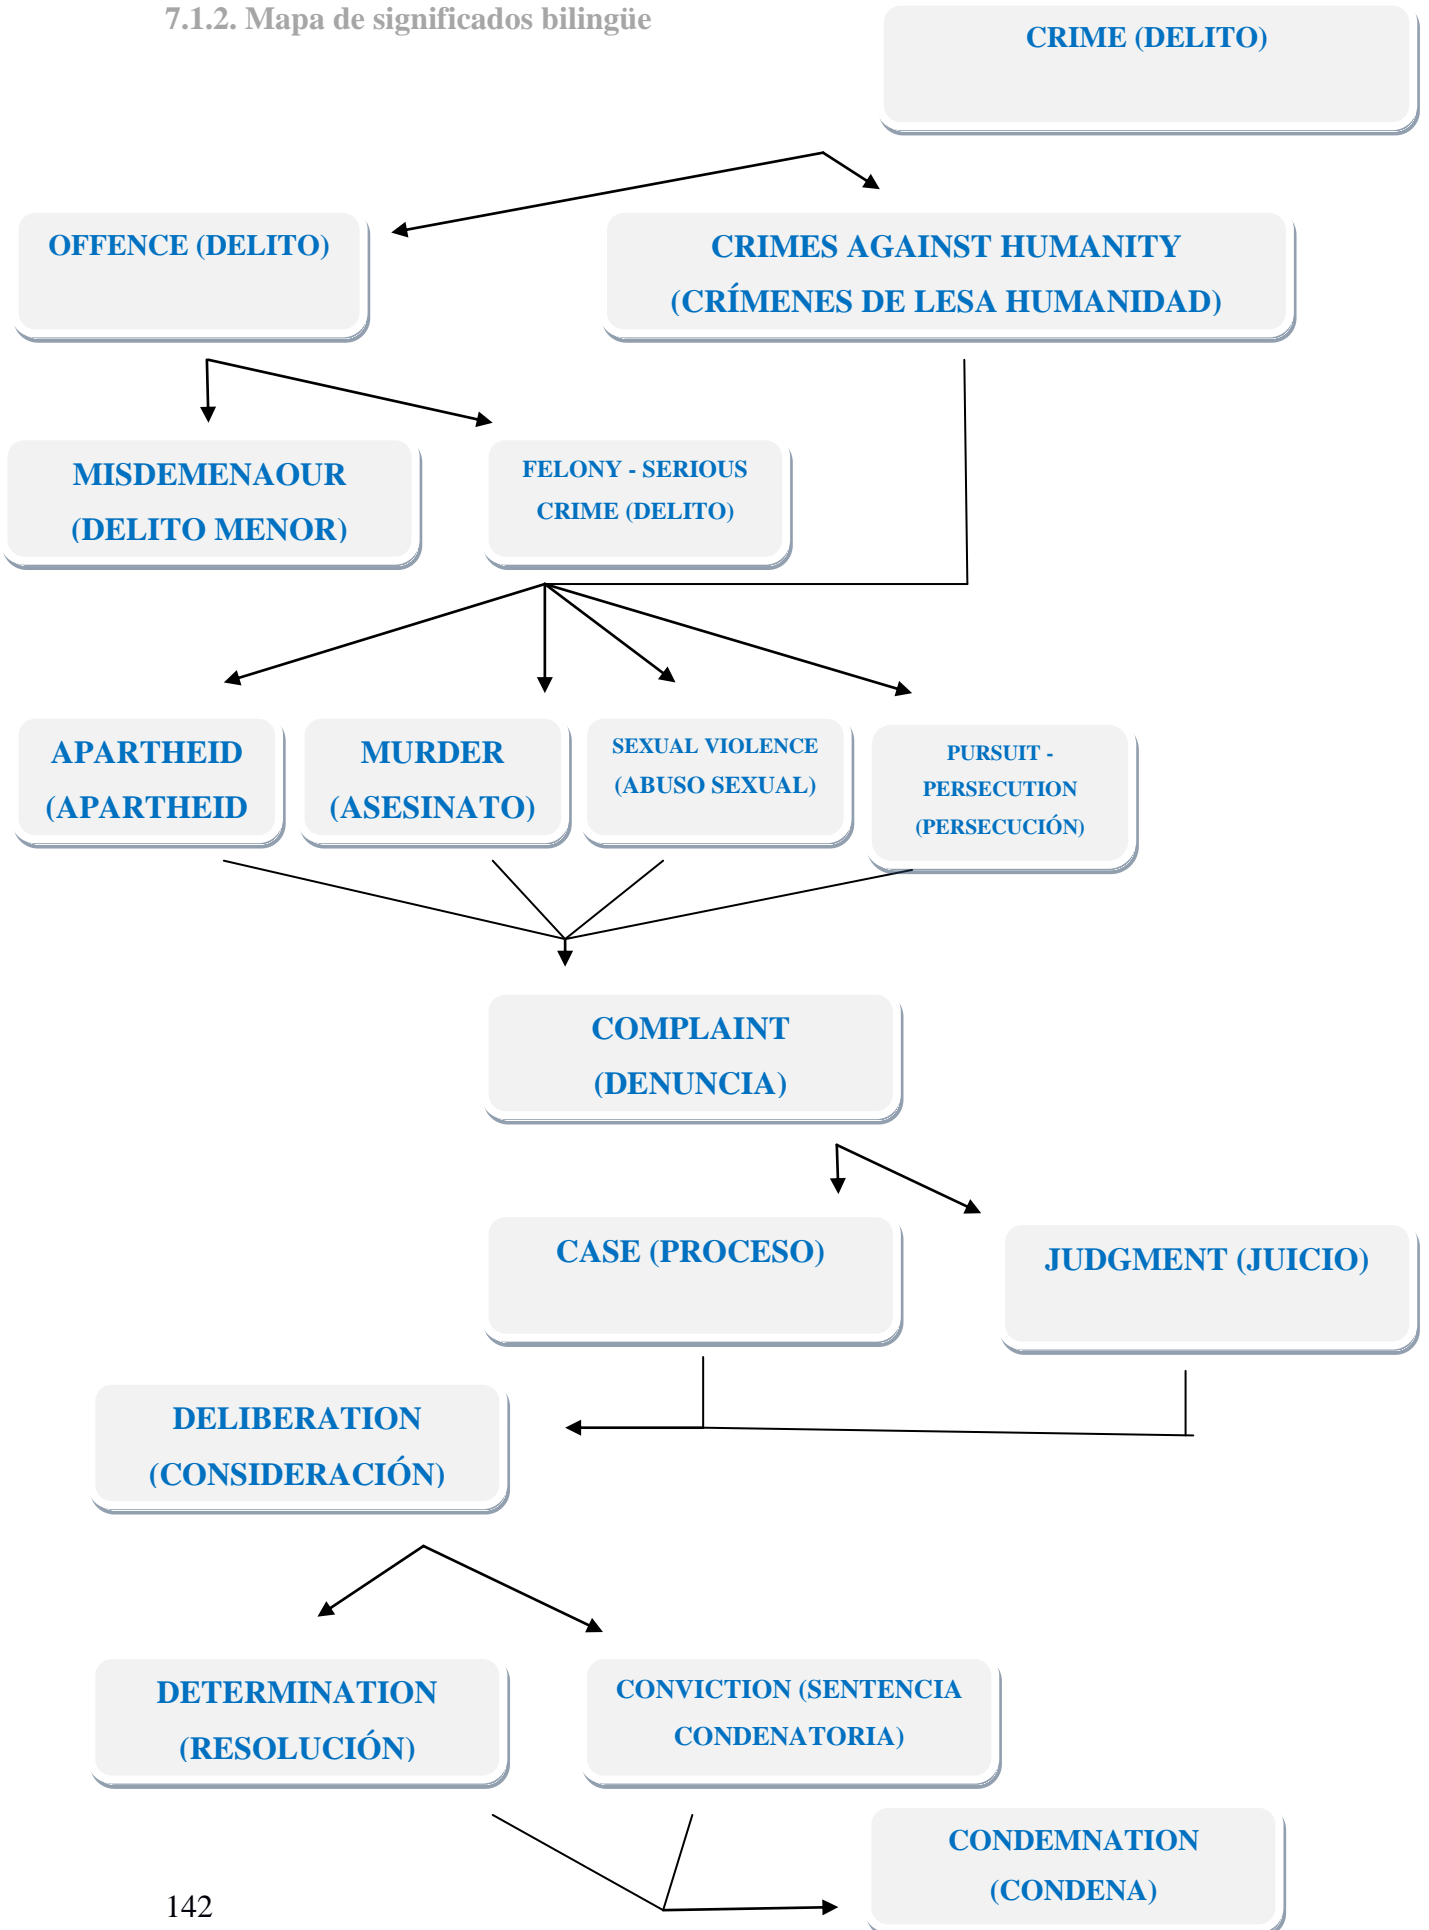 7.1.2. Mapa de significados bilingüe
CRIME (DELITO)
OFFENCE (DELITO)
CRIMES AGAINST HUMANITY
(CRÍMENES DE LESA HUMANIDAD)
MISDEMENAOUR
(DELITO MENOR)
FELONY - SERIOUS
CRIME (DELITO)
APARTHEID
(APARTHEID
MURDER
(ASESINATO)
SEXUAL VIOLENCE
(ABUSO SEXUAL)
PURSUIT -
PERSECUTION
(PERSECUCIÓN)
COMPLAINT
(DENUNCIA)
CASE (PROCESO)
JUDGMENT (JUICIO)
DELIBERATION
(CONSIDERACIÓN)
DETERMINATION
(RESOLUCIÓN)
CONVICTION (SENTENCIA
CONDENATORIA)
CONDEMNATION
(CONDENA)
142